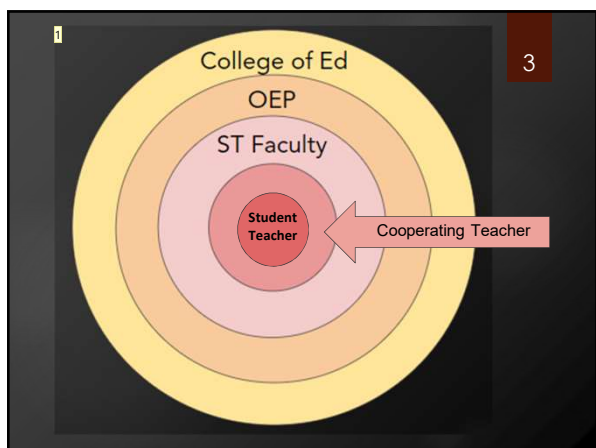 1
3
College of Ed
OEP
ST Faculty
Student
Teacher
Cooperating Teacher